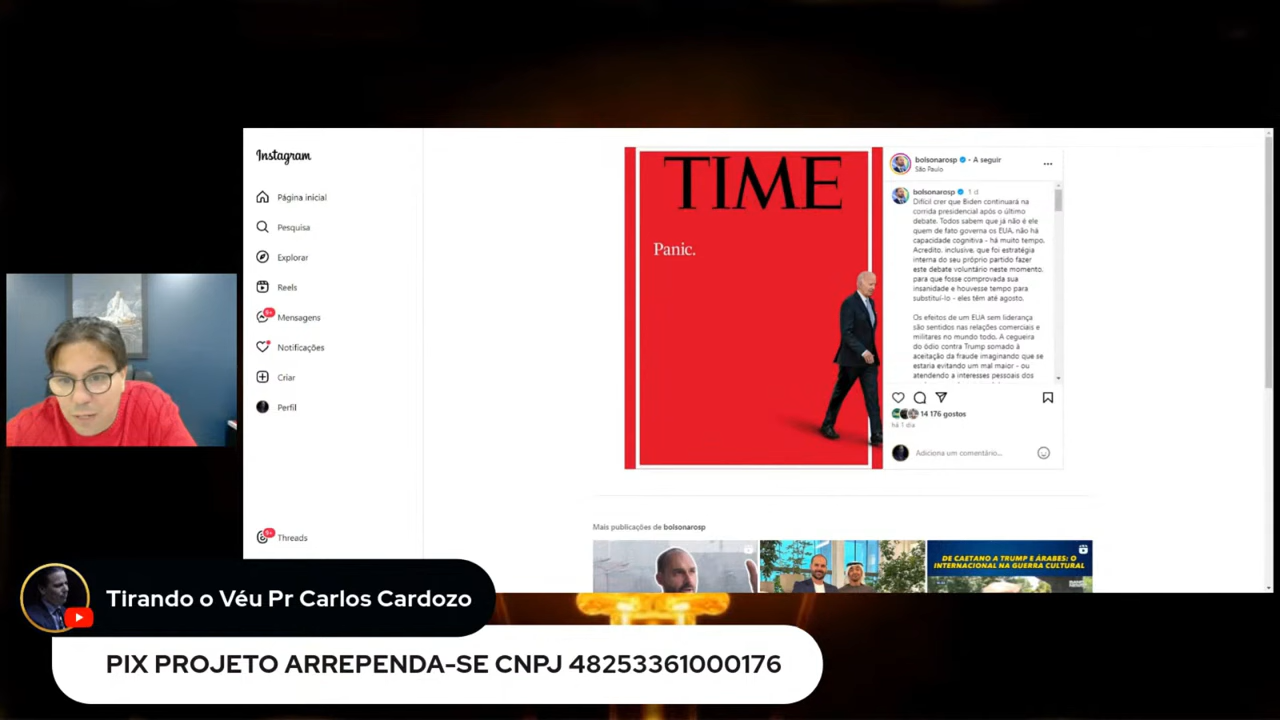 Instagram
Página inicial
Pesquisa
Explorar
Reels
9+
Mensagens
Notificações
Criar
Perfil
9+
Threads
TIME
Panic.
bolsonarosp - A seguir
São Paulo
bolsonarosp 1 d
Difícil crer que Biden continuará na
corrida presidencial após o último
debate. Todos sabem que já não é ele
quem de fato governa os EUA, não há
capacidade cognitiva - há muito tempo.
Acredito, inclusive, que foi estratégia
interna do seu próprio partido fazer
este debate voluntário neste momento,
para que fosse comprovada sua
insanidade e houvesse tempo para
substituí-lo - eles têm até agosto.
Os efeitos de um EUA sem liderança
são sentidos nas relações comerciais e
militares no mundo todo. A cegueira
do ódio contra Trump somado à
aceitação da fraude imaginando que se
estaria evitando um mal maior - ou
atendendo a interesses pessoais dos
14 176 gostos
há 1 dia
Adiciona um comentário...
Mais publicações de bolsonarosp
DE CAETANO A TRUMP E ÁRABES: O
INTERNACIONAL NA GUERRA CULTURAL
Tirando o Véu Pr Carlos Cardozo
PIX PROJETO ARREPENDA-SE CNPJ 48253361000176